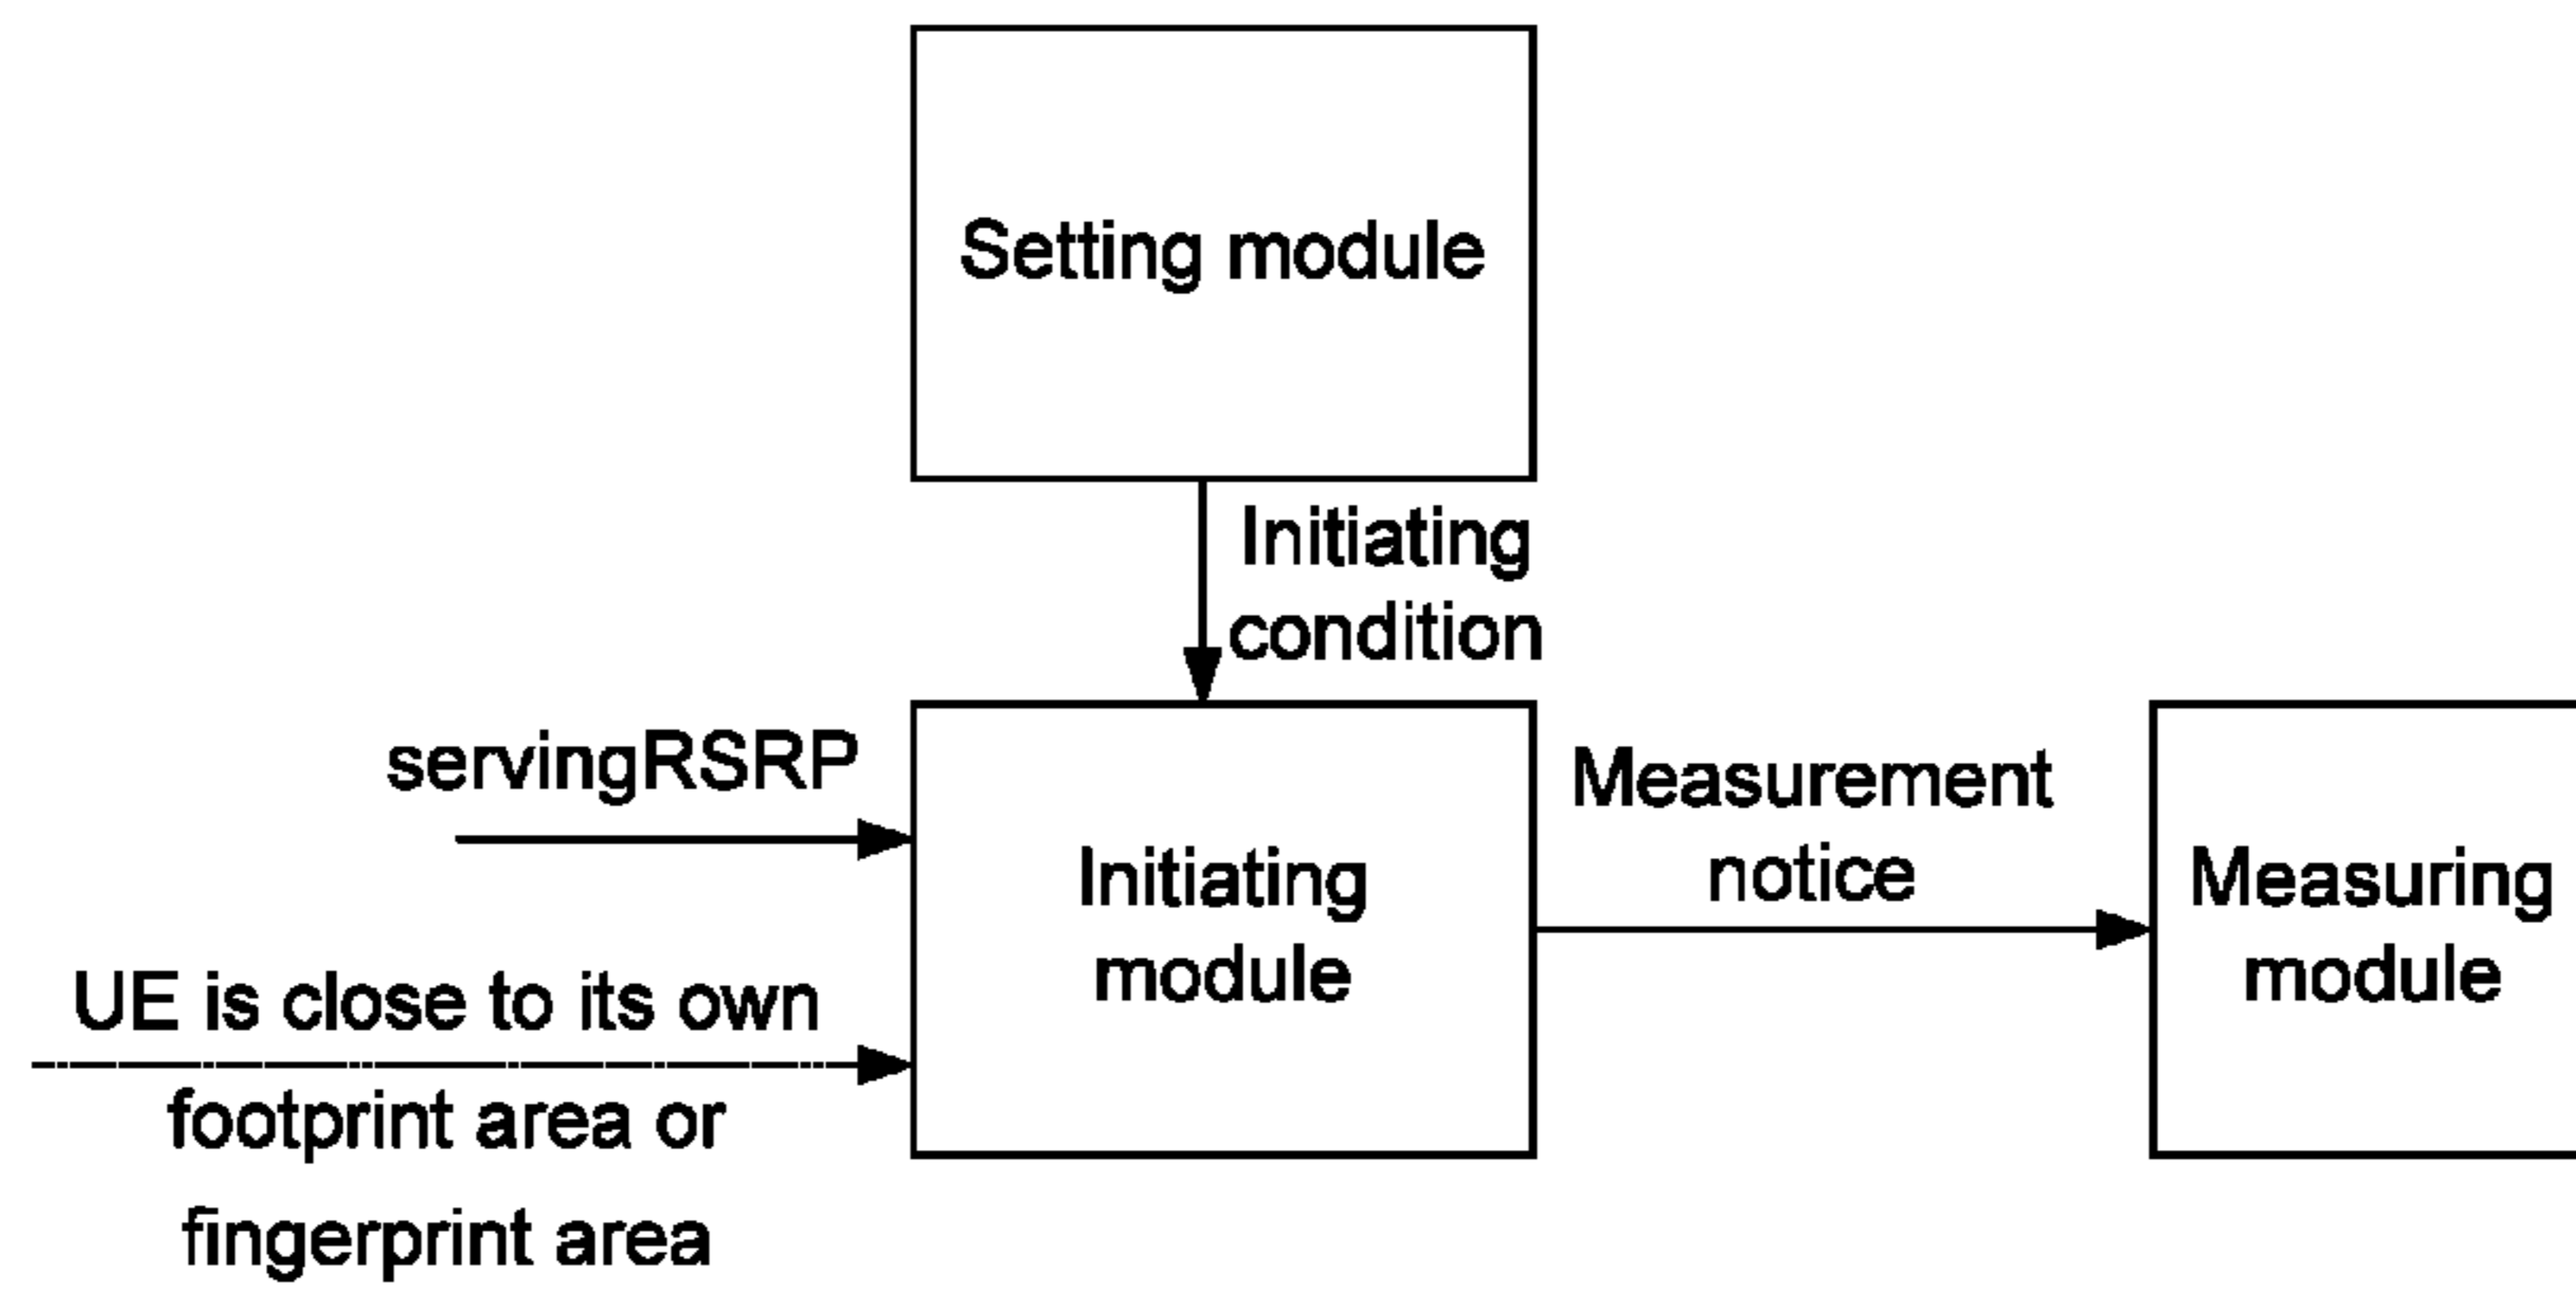 Setting module
Initiating
condition
servingRSRP
Initiating
module
Measurement
notice
Measuring
module
UE is close to its own
footprint area or
fingerprint area